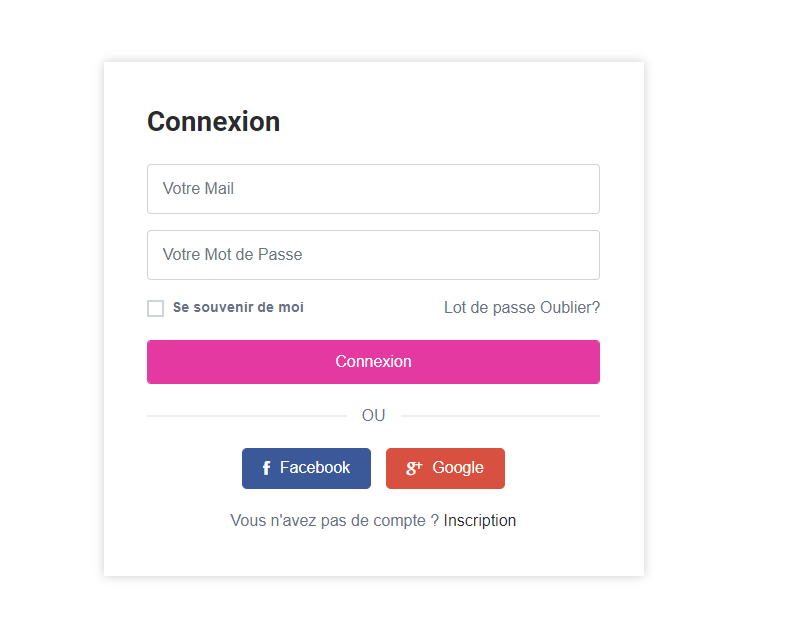 Connexion
Votre Mail
Votre Mot de Passe
Se souvenir de moi Lot de passe Oublier?
Connexion
OU
f Facebook g+ Google
Vous n'avez pas de compte ? Inscription